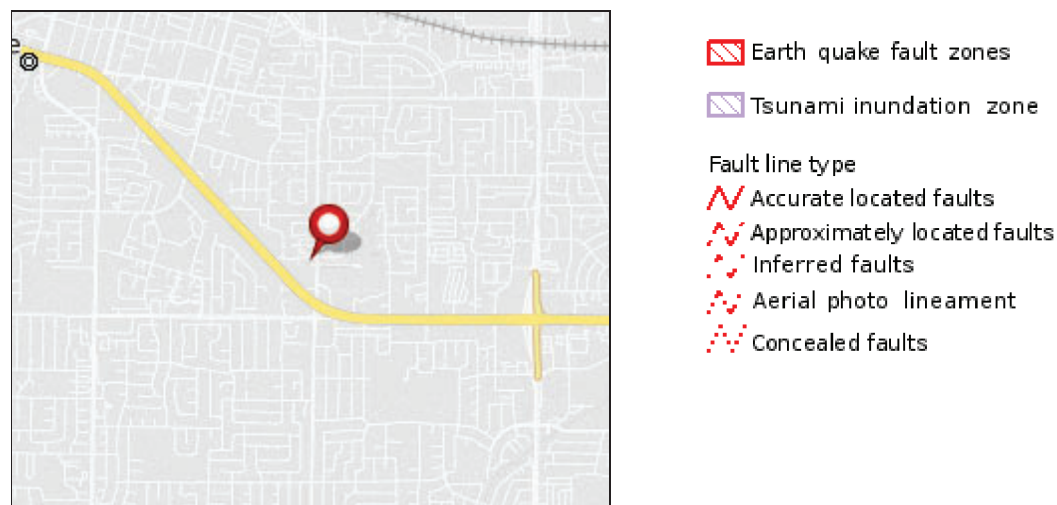 e
Earth quake fault zones
Tsunami inundation zone
Fault line type
Accurate located faults
Approximately located faults
Inferred faults
Aerial photo lineament
Concealed faults